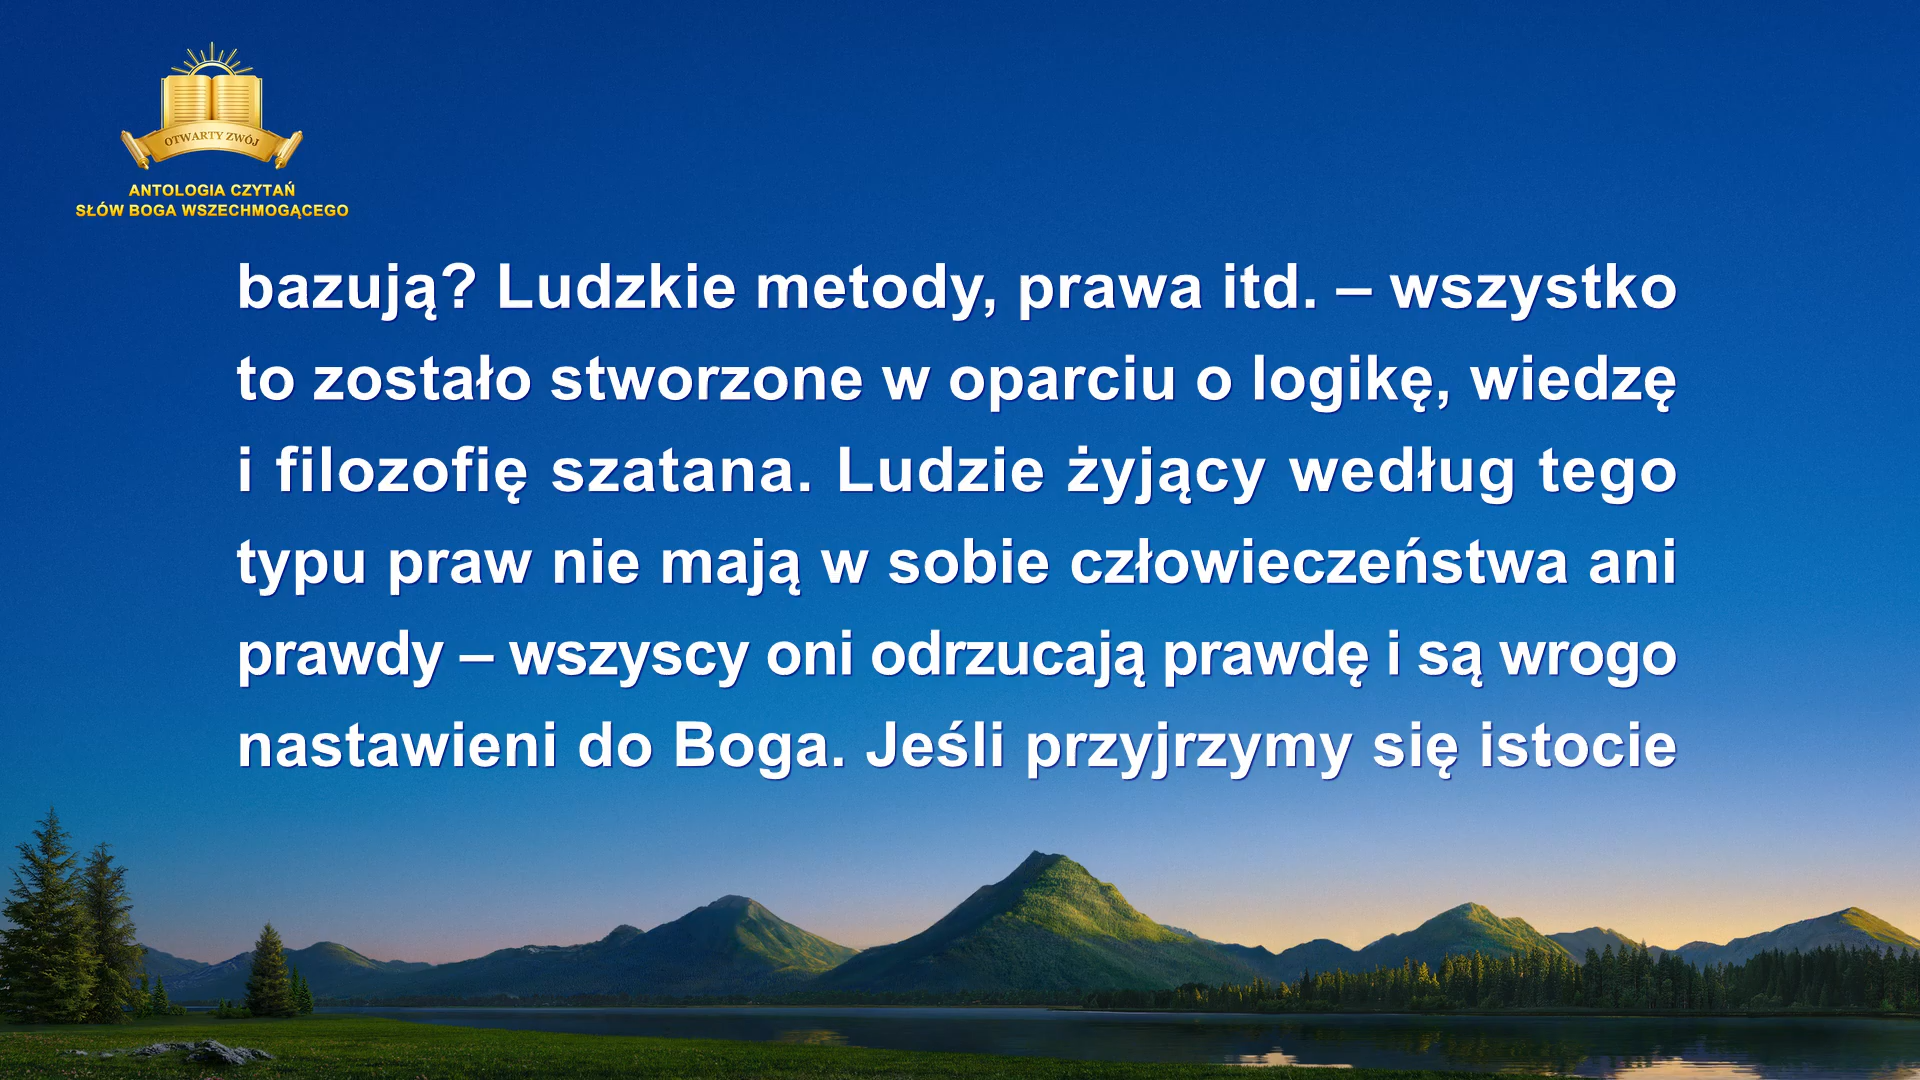 OTWARTY ZWÓJ
ANTOLOGIA CZYTAŃ
SŁÓW BOGA WSZECHMOGĄCEGO
bazują? Ludzkie metody, prawa itd. – wszystko
to zostało stworzone w oparciu o logikę, wiedzę
i filozofię szatana. Ludzie żyjący według tego
typu praw nie mają w sobie człowieczeństwa ani
prawdy – wszyscy oni odrzucają prawdę i są wrogo
nastawieni do Boga. Jeśli przyjrzymy się istocie